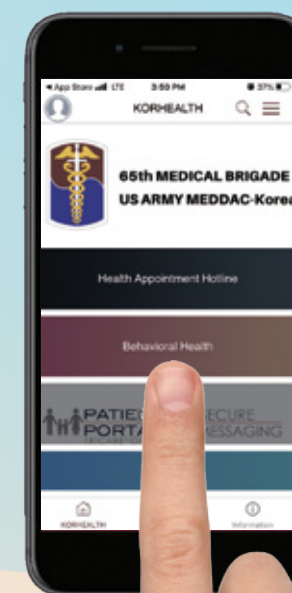 App Store LTE 3:50 PM 37%
KORHEALTH
65th MEDICAL BRIGADE
US ARMY MEDDAC-Korea
Health Appointment Hotline
Behavioral Health
PATIE SECURE
PORTA ESSAGING
KORHEALTH Information